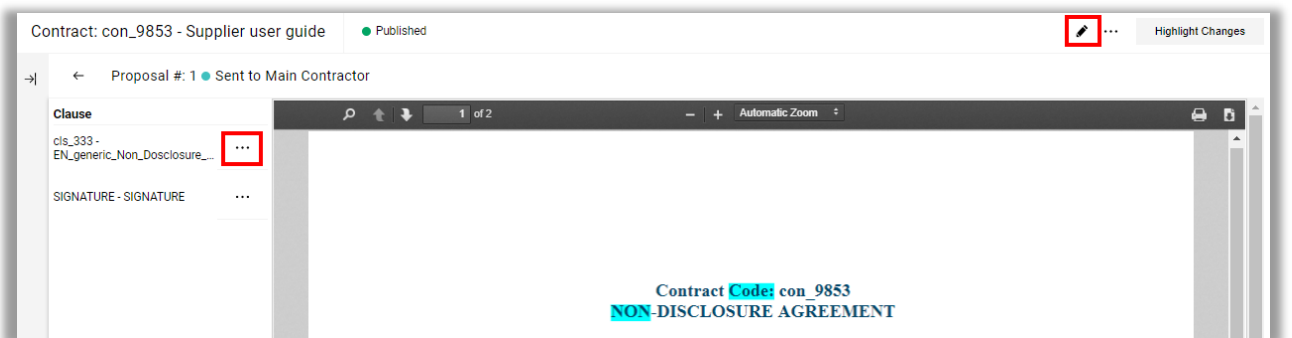 Contract: con_9853 - Supplier user guide
Published
Highlight Changes
Proposal #: 1 Sent to Main Contractor
Clause
1 of 2
Automatic Zoom
cls_333 -
EN_generic_Non_Dosclosure_...
SIGNATURE - SIGNATURE
Contract Code: con_9853
NON-DISCLOSURE AGREEMENT